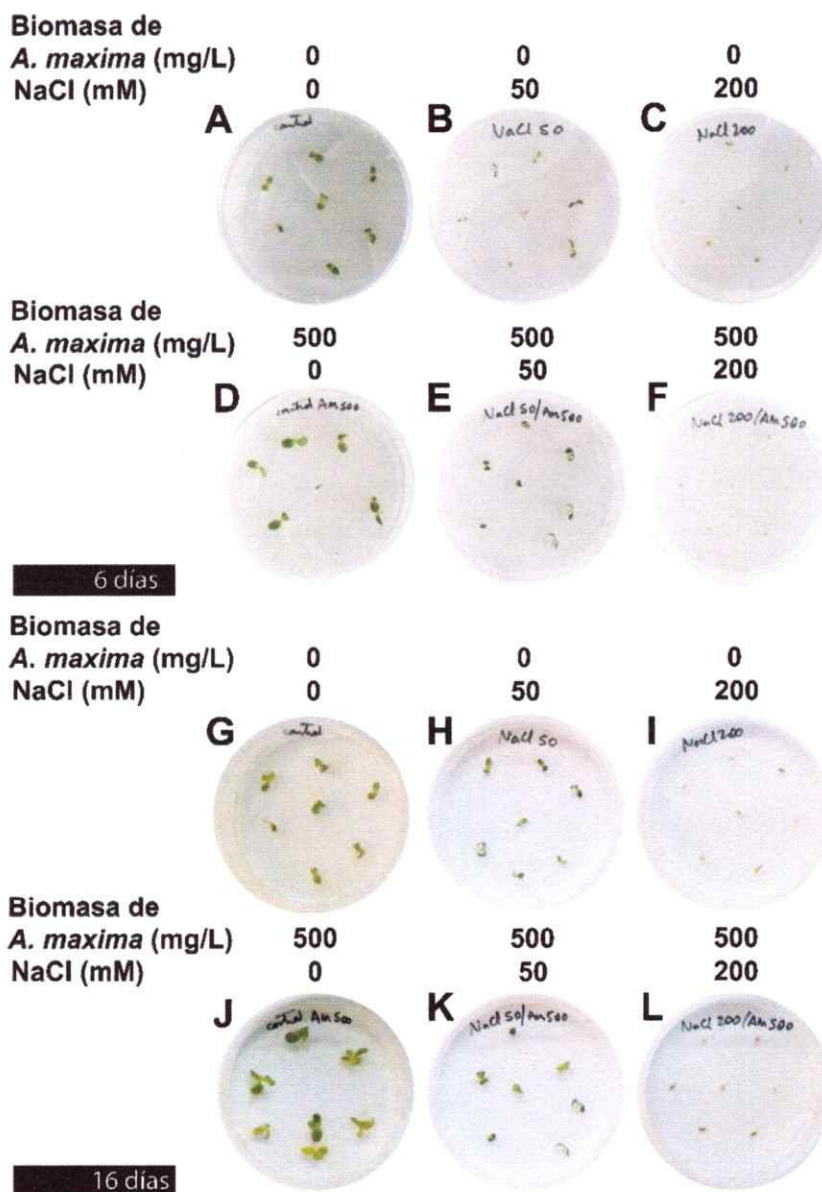 Biomasa de
A. maxima (mg/L) 0 0 0
NaCl (mM) 0 50 200
A B C
control NaCl 50 NaCl 200
Biomasa de
A. maxima (mg/L) 500 500 500
NaCl (mM) 0 50 200
D E F
control Am500 NaCl 50/Am500 NaCl 200/Am500
6 días
Biomasa de
A. maxima (mg/L) 0 0 0
NaCl (mM) 0 50 200
G H I
control NaCl 50 NaCl 200
Biomasa de
A. maxima (mg/L) 500 500 500
NaCl (mM) 0 50 200
J K L
control Am500 NaCl 50/Am500 NaCl 200/Am500
16 días